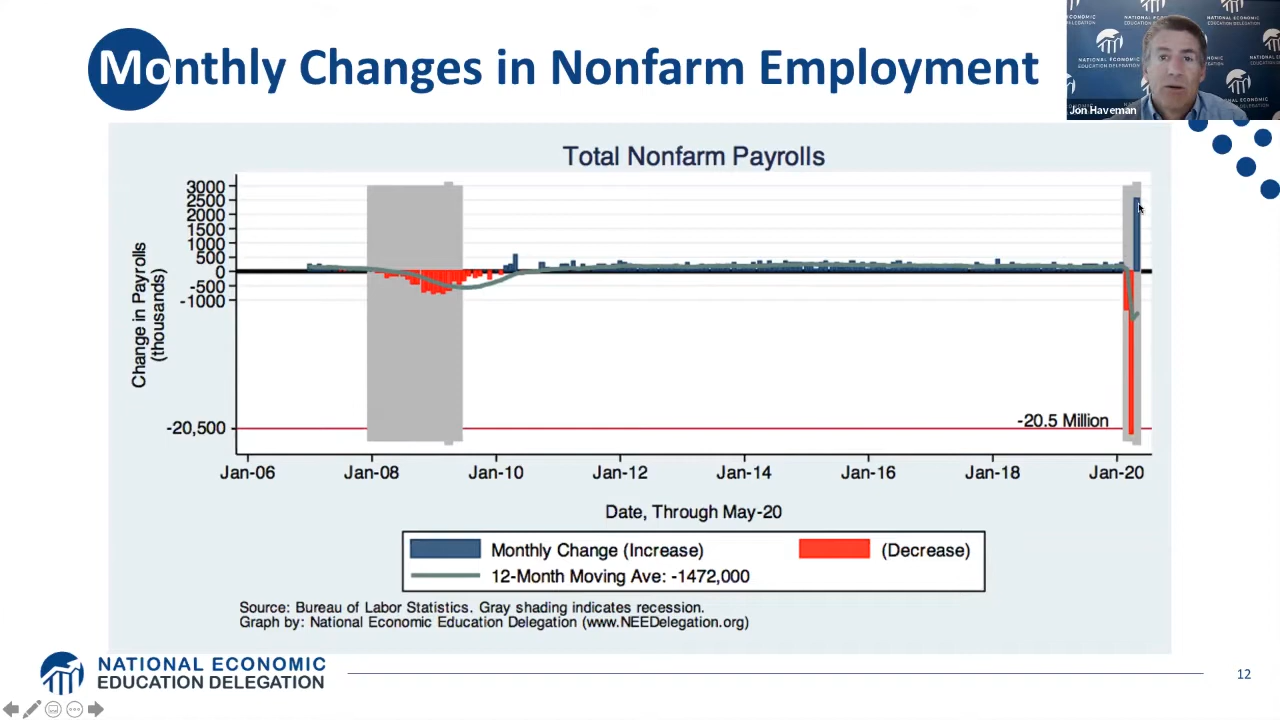 Monthly Changes in Nonfarm Employment
NATIONAL ECONOMIC
EDUCATION DELEGATION
Jon Haveman
Total Nonfarm Payrolls
Change in Payrolls
(thousands)
3000
2500
2000
1500
1000
500
0
-500
-1000
-20,500
-20.5 Million
Jan-06 Jan-08 Jan-10 Jan-12 Jan-14 Jan-16 Jan-18 Jan-20
Date, Through May-20
Monthly Change (Increase) (Decrease)
12-Month Moving Ave: -1472,000
Source: Bureau of Labor Statistics. Gray shading indicates recession.
Graph by: National Economic Education Delegation (www.NEEDelegation.org)
NATIONAL ECONOMIC
EDUCATION DELEGATION
12